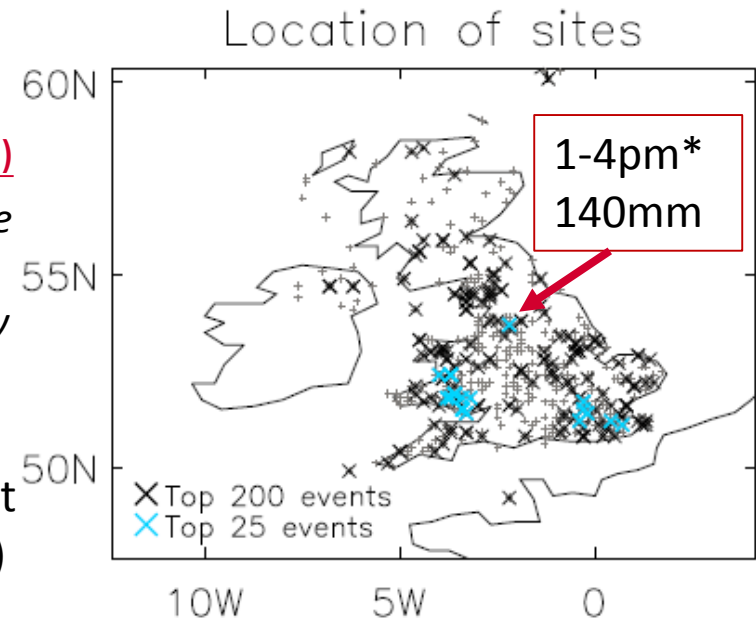 Location of sites
60N
)
1-4pm*
e
140mm
55N
y
50N
Top 200 events
t
Top 25 events
)
10W 5W 0